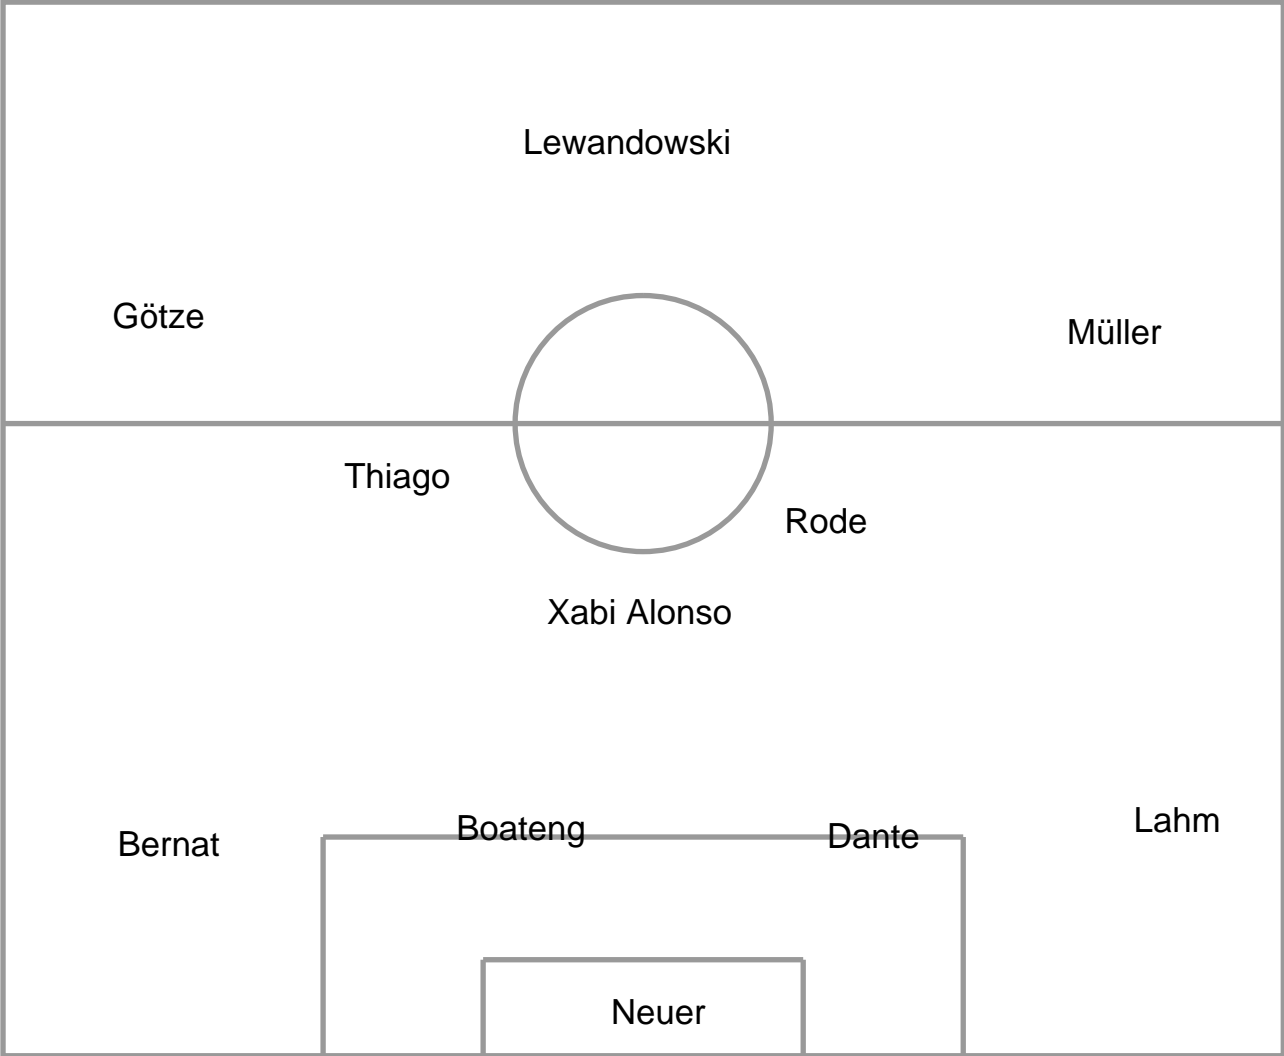 Lewandowski
Götze
Müller
Thiago
Rode
Xabi Alonso
Bernat
Boateng
Dante
Lahm
Neuer